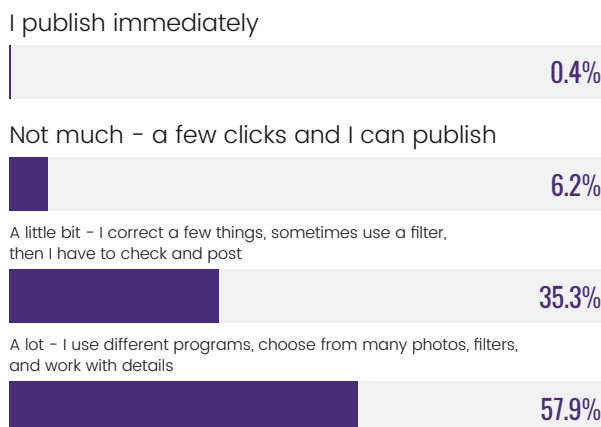 I publish immediately
0.4%
Not much - a few clicks and I can publish
6.2%
A little bit - I correct a few things, sometimes use a filter,
then I have to check and post
35.3%
A lot - I use different programs, choose from many photos, filters,
and work with details
57.9%